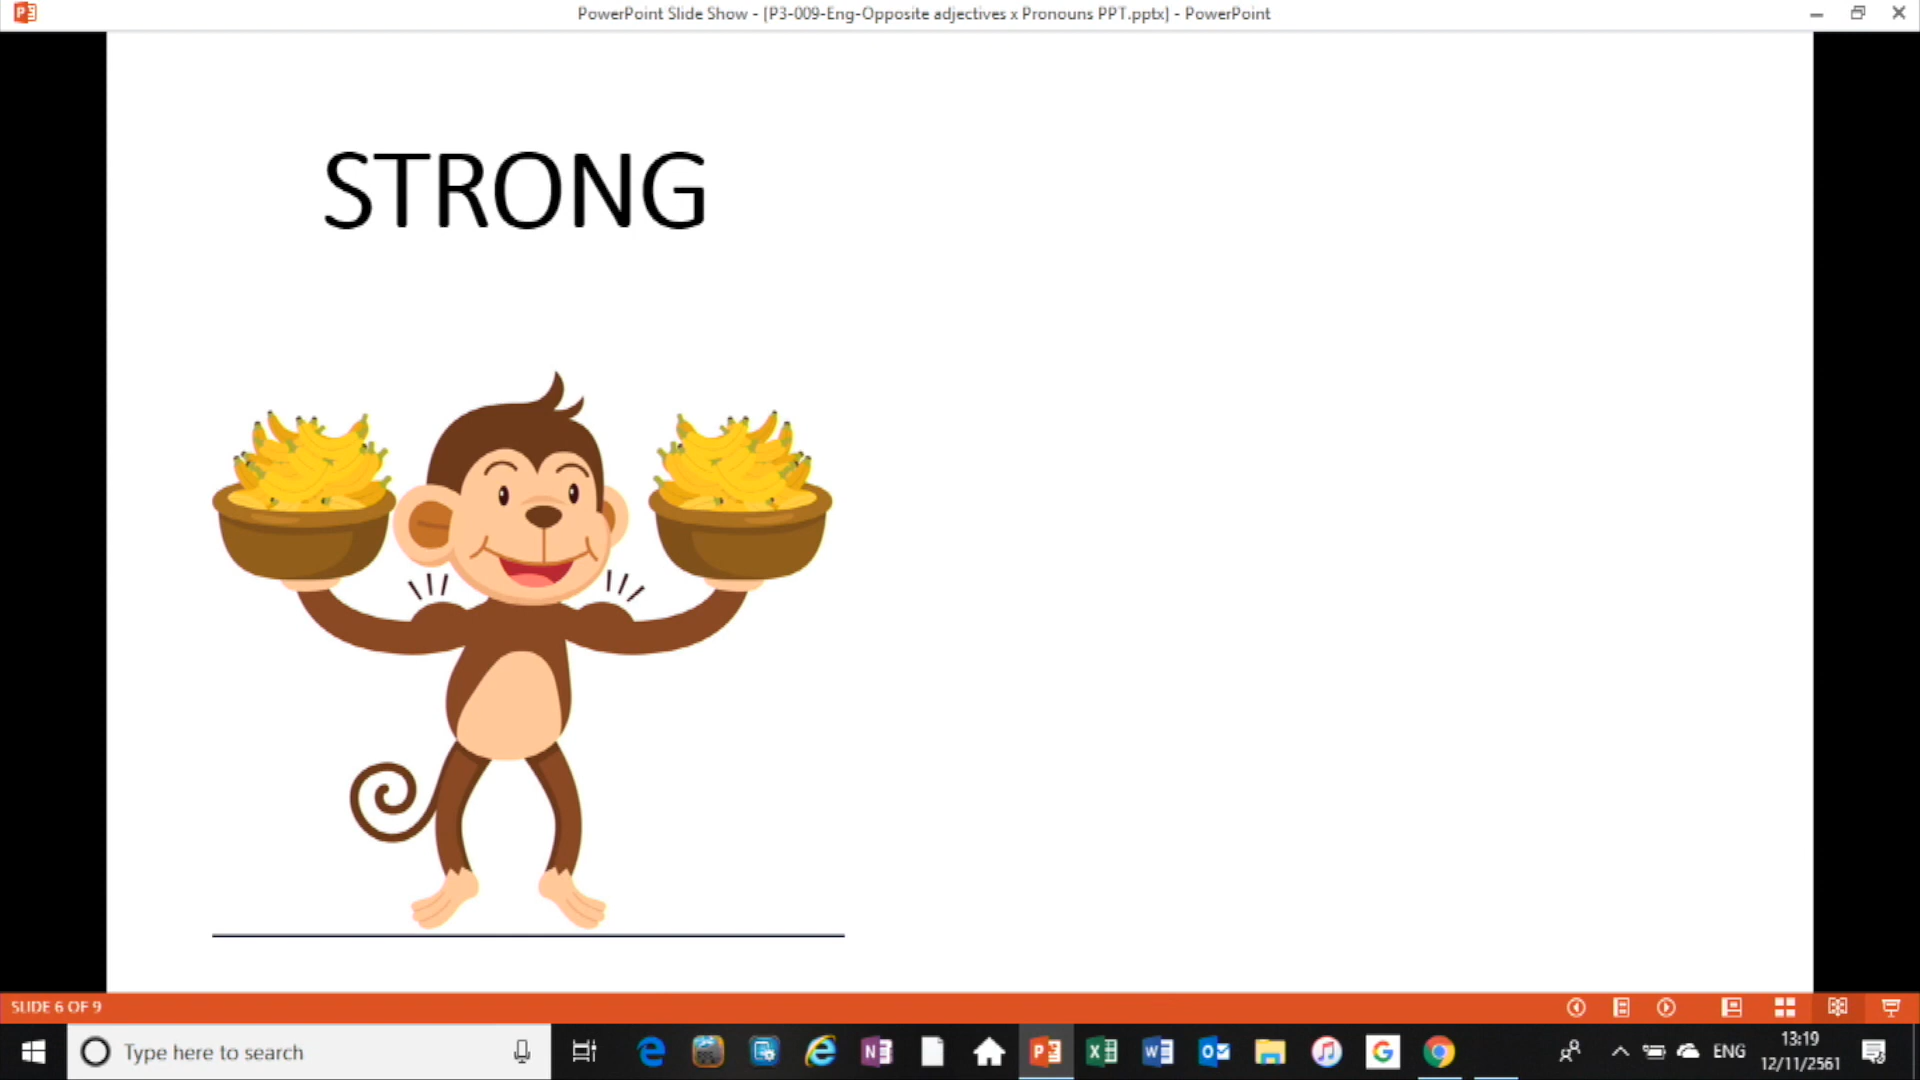 PowerPoint Slide Show - [P3-009-Eng-Opposite adjectives x Pronouns PPT.pptx] - PowerPoint
STRONG
SLIDE 6 OF 9
Type here to search
ENG
13:19
12/11/2561